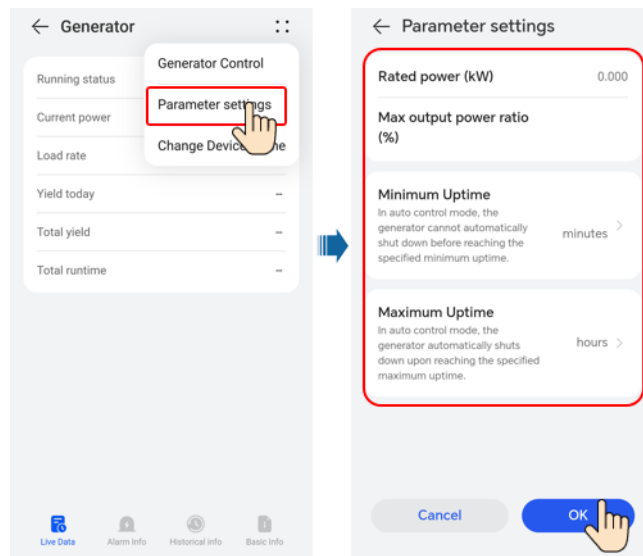 Generator
Generator Control
Running status
Parameter settings
Current power
Change Device
Load rate
Yield today --
Total yield --
Total runtime --
Live Data Alarm Info Historical info Basic Info
Parameter settings
Rated power (kW) 0.000
Max output power ratio
(%)
Minimum Uptime
In auto control mode, the
generator cannot automatically
shut down before reaching the
specified minimum uptime.
minutes
Maximum Uptime
In auto control mode, the
generator automatically shuts
down upon reaching the specified
maximum uptime.
hours
Cancel OK